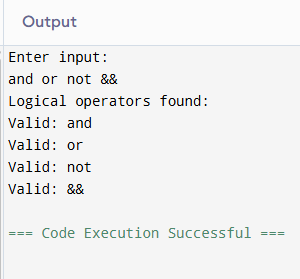 Output
Enter input:
and or not &&
Logical operators found:
Valid: and
Valid: or
Valid: not
Valid: &&
=== Code Execution Successful ===